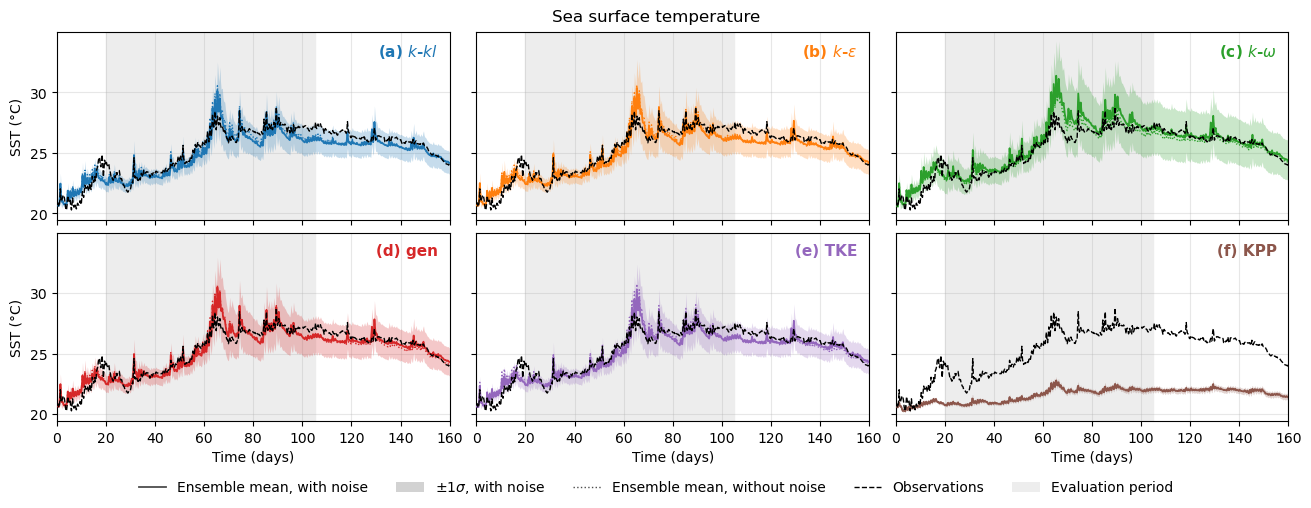 Sea surface temperature
(a) k-kl
(b) k-ε
(c) k-ω
SST (°C)
30
25
20
(d) gen
(e) TKE
(f) KPP
SST (°C)
30
25
20
0 20 40 60 80 100 120 140 160
0 20 40 60 80 100 120 140 160
0 20 40 60 80 100 120 140 160
Time (days)
Time (days)
Time (days)
Ensemble mean, with noise
±1σ, with noise
Ensemble mean, without noise
Observations
Evaluation period